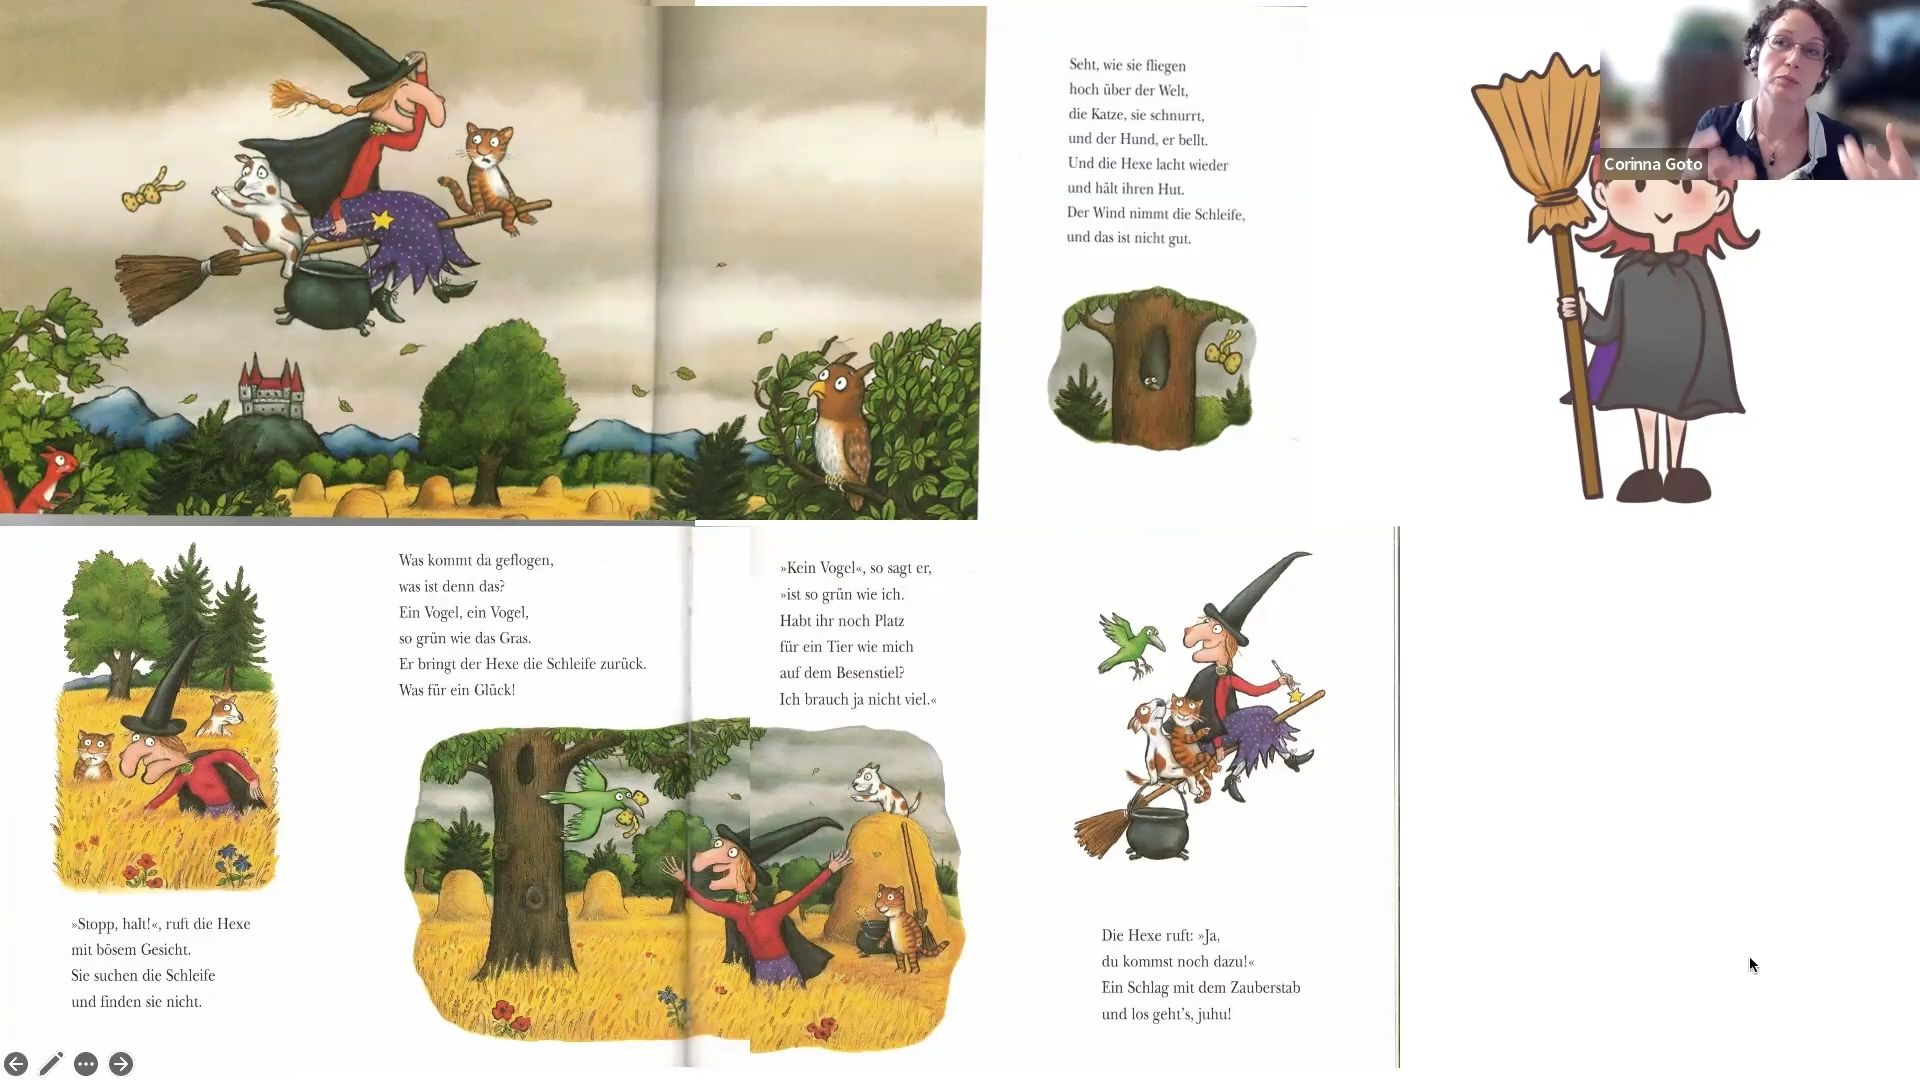 Seht, wie sie fliegen
hoch über der Welt,
die Katze, sie schnurrt,
und der Hund, er bellt.
Und die Hexe lacht wieder
und hält ihren Hut.
Der Wind nimmt die Schleife,
und das ist nicht gut.
Corinna Goto
»Stopp, halt!«, ruft die Hexe
mit bösem Gesicht.
Sie suchen die Schleife
und finden sie nicht.
Was kommt da geflogen,
was ist denn das?
Ein Vogel, ein Vogel,
so grün wie das Gras.
Er bringt der Hexe die Schleife zurück.
Was für ein Glück!
»Kein Vogel«, so sagt er,
»ist so grün wie ich.
Habt ihr noch Platz
für ein Tier wie mich
auf dem Besenstiel?
Ich brauch ja nicht viel.«
Die Hexe ruft: »Ja,
du kommst noch dazu!«
Ein Schlag mit dem Zauberstab
und los geht's, juhu!